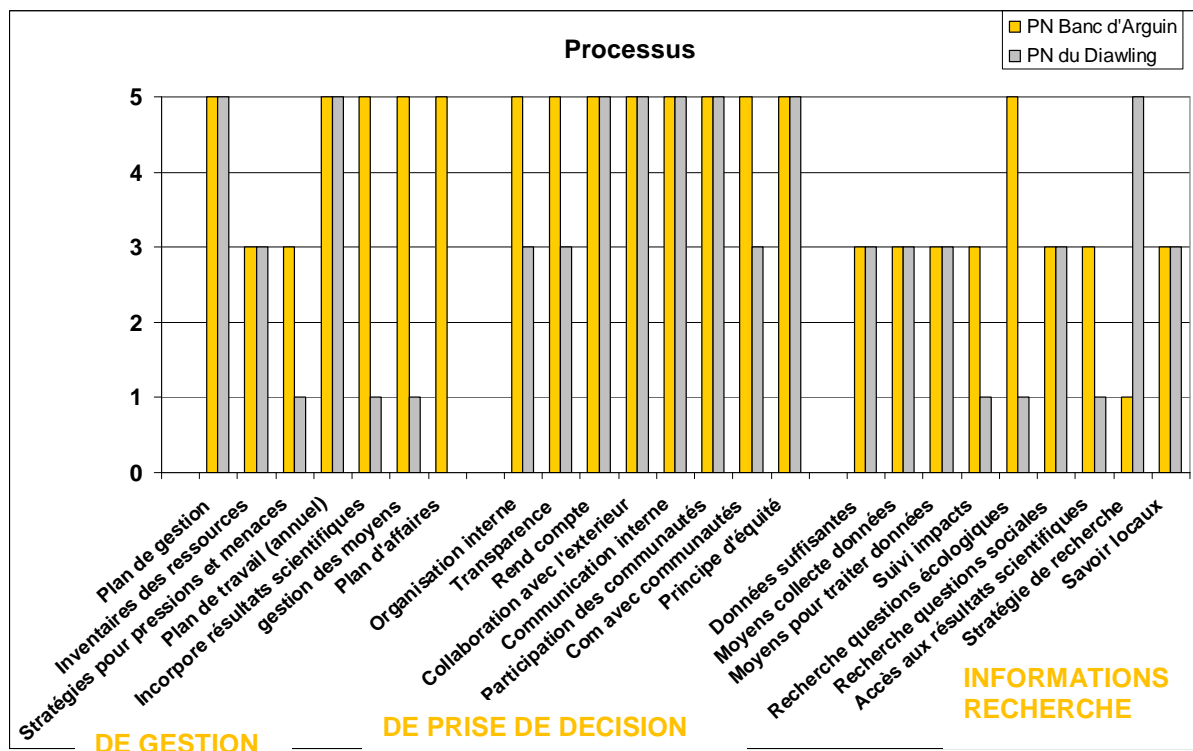 PN Banc d'Arguin
PN du Diawling
Processus
5
4
3
2
1
0
Plan de gestion
Inventaires des ressources
Stratégies pour pressions et menaces
Plan de travail (annuel)
Incorpore résultats scientifiques
gestion des moyens
Plan d'affaires
Organisation interne
Transparence
Rend compte
Collaboration avec l'exterieur
Communication interne
Participation des communautés
Com avec communautés
Principe d'équité
Données suffisantes
Moyens collecte données
Moyens pour traiter données
Suivi impacts
Recherche questions écologiques
Recherche questions sociales
Accès aux résultats scientifiques
Stratégie de recherche
Savoir locaux
DE GESTION
DE PRISE DE DECISION
INFORMATIONS
RECHERCHE